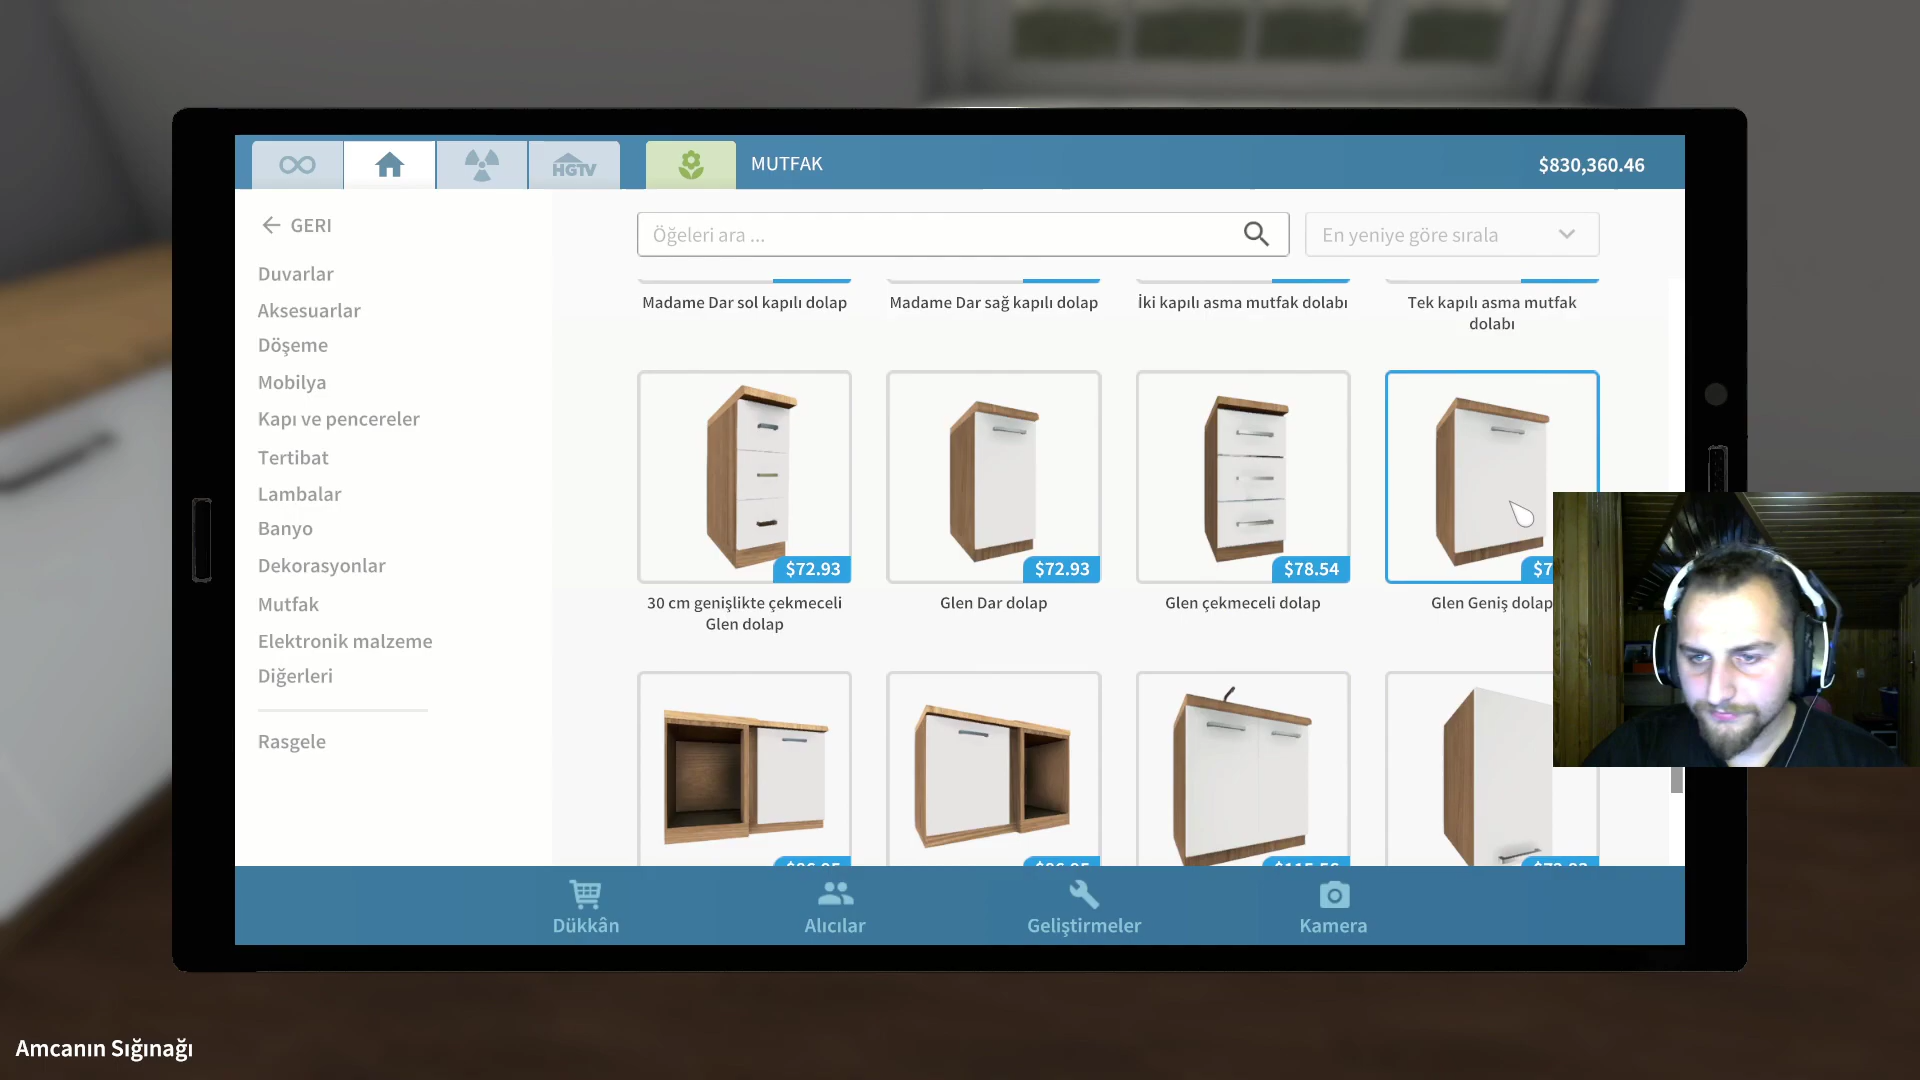 HGTV
MUTFAK
$830,360.46
GERI
Öğeleri ara ...
En yeniye göre sırala
Duvarlar
Aksesuarlar
Döşeme
Mobilya
Kapı ve pencereler
Tertibat
Lambalar
Banyo
Dekorasyonlar
Mutfak
Elektronik malzeme
Diğerleri
Rasgele
Madame Dar sol kapılı dolap
Madame Dar sağ kapılı dolap
İki kapılı asma mutfak dolabı
Tek kapılı asma mutfak
dolabı
$72.93
$72.93
$78.54
$7
30 cm genişlikte çekmeceli
Glen dolap
Glen Dar dolap
Glen çekmeceli dolap
Glen Geniş dolap
Dükkân
Alıcılar
Geliştirmeler
Kamera
Amcanın Sığınağı